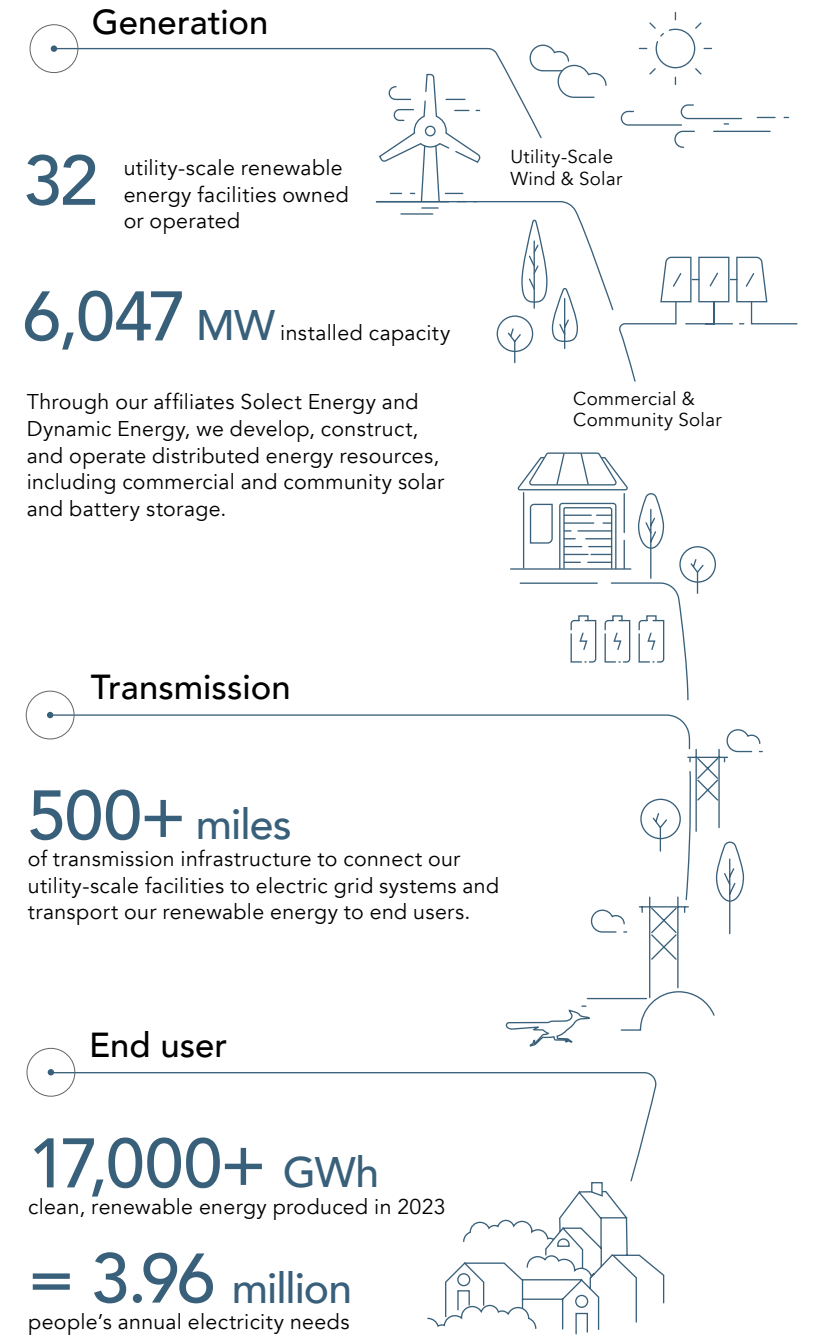 Generation
32 utility-scale renewable
energy facilities owned
or operated
Utility-Scale
Wind & Solar
6,047 MW installed capacity
Through our affiliates Solect Energy and
Dynamic Energy, we develop, construct,
and operate distributed energy resources,
including commercial and community solar
and battery storage.
Commercial &
Community Solar
Transmission
500+ miles
of transmission infrastructure to connect our
utility-scale facilities to electric grid systems and
transport our renewable energy to end users.
End user
17,000+ GWh
clean, renewable energy produced in 2023
= 3.96 million
people's annual electricity needs